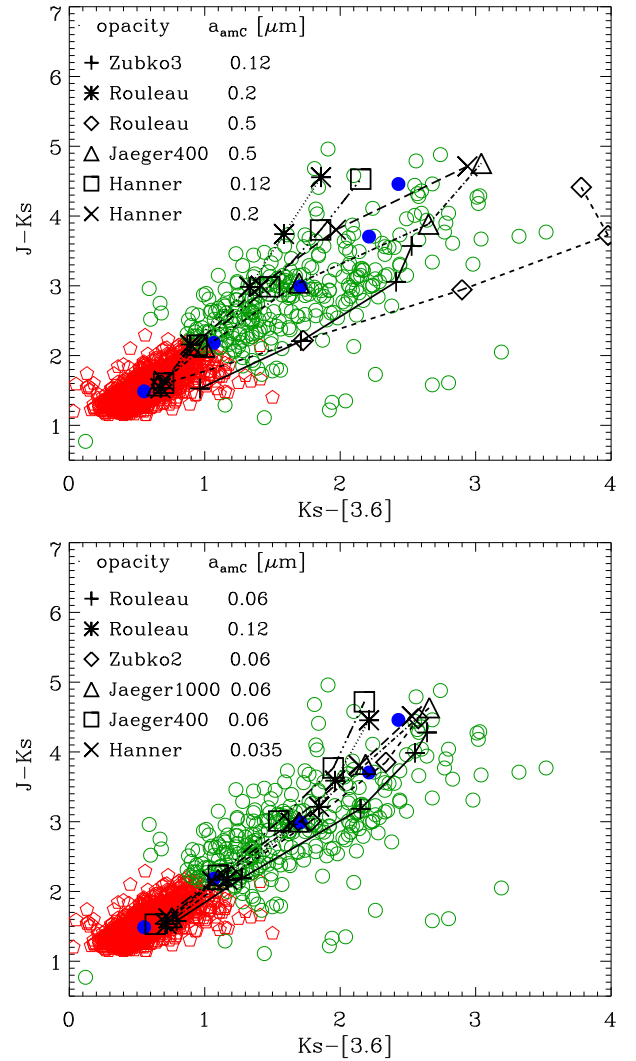 opacity a_amC [μm]
Zubko3 0.12
Rouleau 0.2
Rouleau 0.5
Jaeger400 0.5
Hanner 0.12
Hanner 0.2
7
6
5
4
3
2
1
J-Ks
0 1 2 3 4
Ks-[3.6]
opacity a_amC [μm]
Rouleau 0.06
Rouleau 0.12
Zubko2 0.06
Jaeger1000 0.06
Jaeger400 0.06
Hanner 0.035
7
6
5
4
3
2
1
J-Ks
0 1 2 3 4
Ks-[3.6]